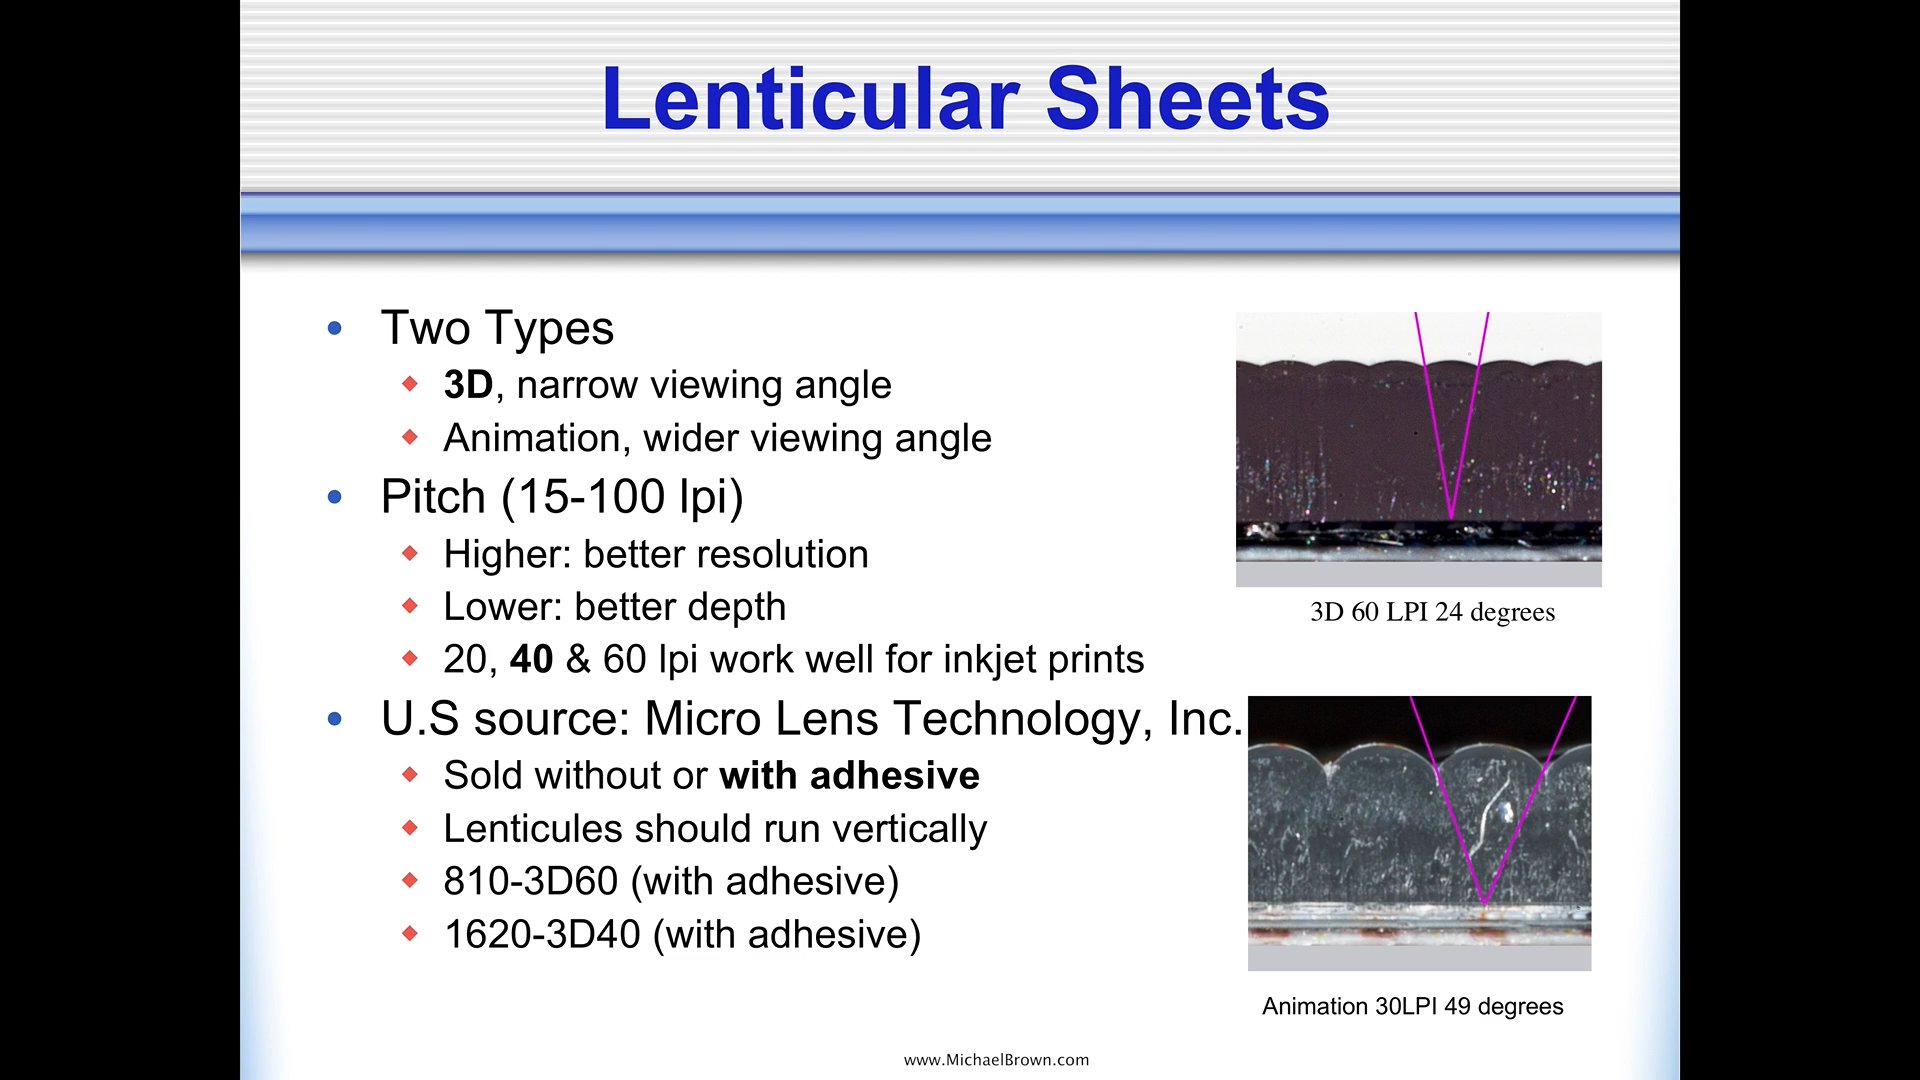 Lenticular Sheets
Two Types
3D, narrow viewing angle
Animation, wider viewing angle
Pitch (15-100 lpi)
Higher: better resolution
Lower: better depth
20, 40 & 60 lpi work well for inkjet prints
U.S source: Micro Lens Technology, Inc.
Sold without or with adhesive
Lenticules should run vertically
810-3D60 (with adhesive)
1620-3D40 (with adhesive)
3D 60 LPI 24 degrees
Animation 30LPI 49 degrees
www.MichaelBrown.com